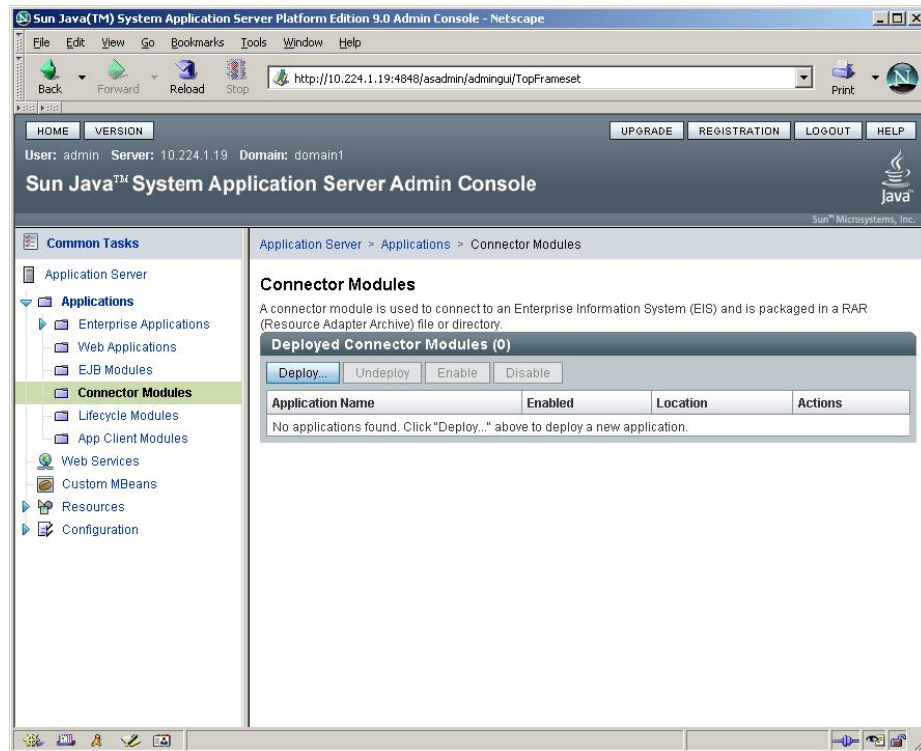 Sun Java(TM) System Application Server Platform Edition 9.0 Admin Console - Netscape
File Edit View Go Bookmarks Tools Window Help
Back Forward Reload Stop http://10.224.1.19:4848/asadmin/admingui/TopFrameset Print N
HOME VERSION UPGRADE REGISTRATION LOGOUT HELP
User: admin Server: 10.224.1.19 Domain: domain1
Sun Java™ System Application Server Admin Console
Java™
Sun™ Microsystems, Inc.
Common Tasks
Application Server
Applications
Enterprise Applications
Web Applications
EJB Modules
Connector Modules
Lifecycle Modules
App Client Modules
Web Services
Custom MBeans
Resources
Configuration
Application Server > Applications > Connector Modules
Connector Modules
A connector module is used to connect to an Enterprise Information System (EIS) and is packaged in a RAR
(Resource Adapter Archive) file or directory.
Deployed Connector Modules (0)
Deploy... Undeploy Enable Disable
Application Name Enabled Location Actions
No applications found. Click "Deploy..." above to deploy a new application.